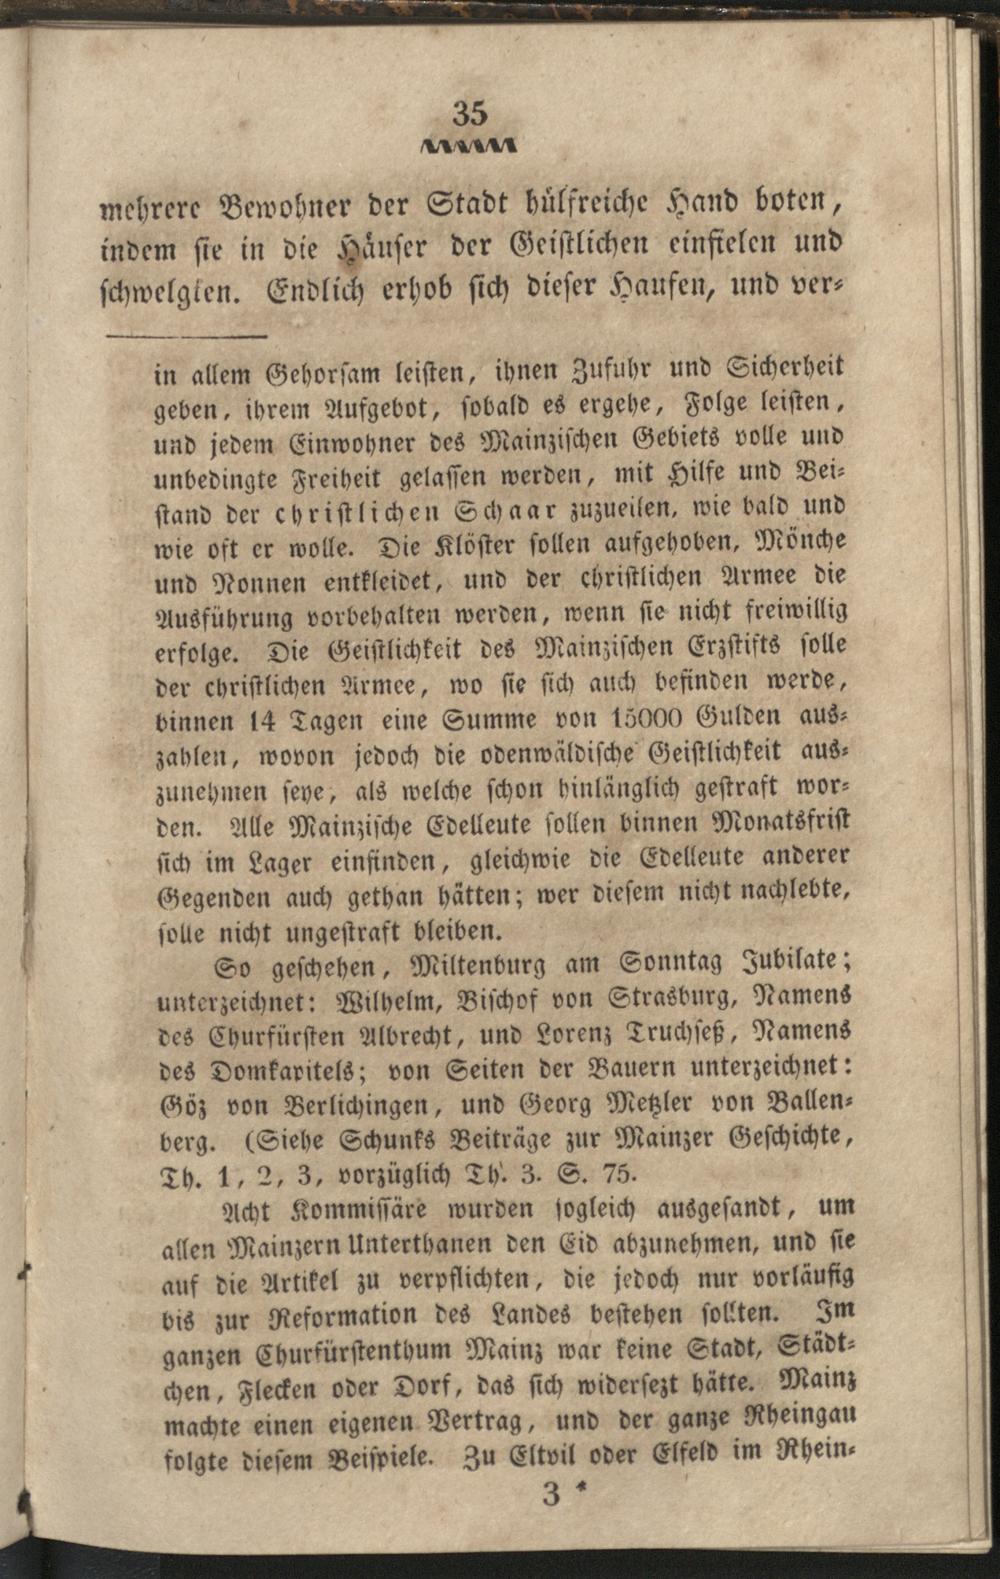 35
mehrere Bewohner der Stadt hülfreiche Hand boten,
indem sie in die Häuser der Geistlichen einfielen und
schwelgten. Endlich erhob sich dieser Haufen, und ver-
in allem Gehorsam leisten, ihnen Zufuhr und Sicherheit
geben, ihrem Aufgebot, sobald es ergehe, Folge leisten,
und jedem Einwohner des Mainzischen Gebiets volle und
unbedingte Freiheit gelassen werden, mit Hilfe und Bei-
stand der christlichen Schaar zuzueilen, wie bald und
wie oft er wolle. Die Klöster sollen aufgehoben, Mönche
und Nonnen entkleidet, und der christlichen Armee die
Ausführung vorbehalten werden, wenn sie nicht freiwillig
erfolge. Die Geistlichkeit des Mainzischen Erzstifts solle
der christlichen Armee, wo sie sich auch befinden werde,
binnen 14 Tagen eine Summe von 15000 Gulden aus-
zahlen, wovon jedoch die odenwäldische Geistlichkeit aus-
zunehmen seye, als welche schon hinlänglich gestraft wor-
den. Alle Mainzische Edelleute sollen binnen Monatsfrist
sich im Lager einfinden, gleichwie die Edelleute anderer
Gegenden auch gethan hätten; wer diesem nicht nachlebte,
solle nicht ungestraft bleiben.
So geschehen, Miltenburg am Sonntag Jubilate;
unterzeichnet: Wilhelm, Bischof von Strasburg, Namens
des Churfürsten Albrecht, und Lorenz Truchseß, Namens
des Domkapitels; von Seiten der Bauern unterzeichnet:
Göz von Berlichingen, und Georg Metzler von Ballen-
berg. (Siehe Schunks Beiträge zur Mainzer Geschichte,
Th. 1, 2, 3, vorzüglich Th. 3. S. 75.
Acht Kommissäre wurden sogleich ausgesandt, um
allen Mainzern Unterthanen den Eid abzunehmen, und sie
auf die Artikel zu verpflichten, die jedoch nur vorläufig
bis zur Reformation des Landes bestehen sollten. Im
ganzen Churfürstenthum Mainz war keine Stadt, Städt-
chen, Flecken oder Dorf, das sich widersezt hätte. Mainz
machte einen eigenen Vertrag, und der ganze Rheingau
folgte diesem Beispiele. Zu Eltvil oder Elfeld im Rhein-
3 *